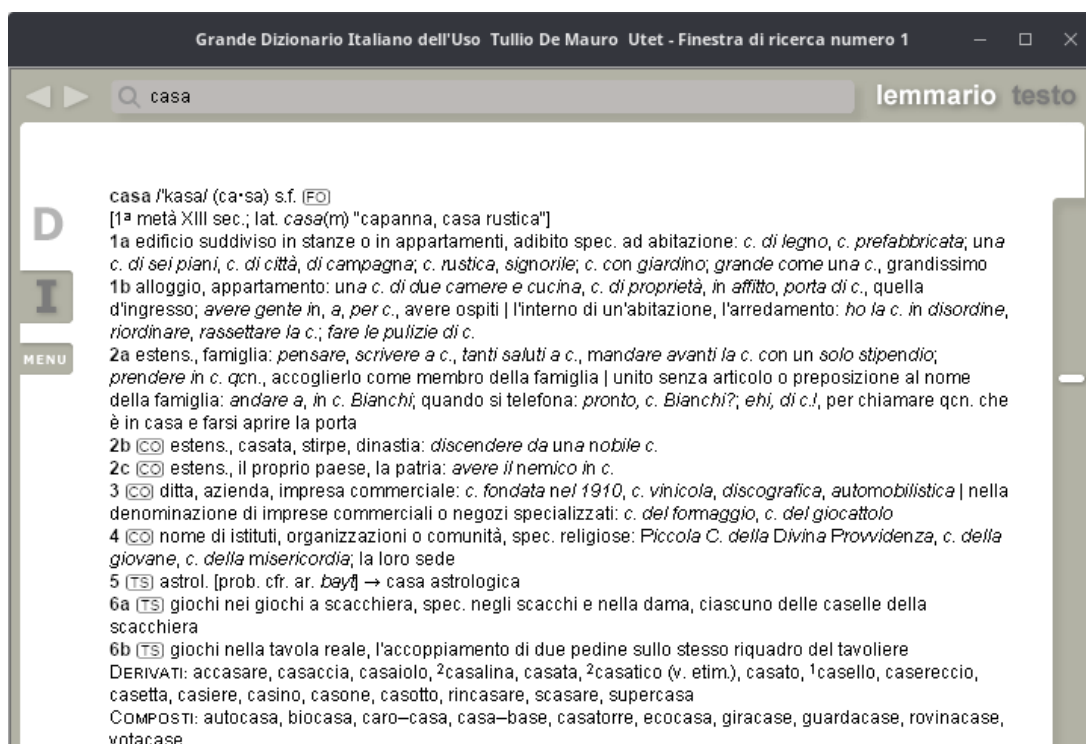 Grande Dizionario Italiano dell'Uso Tullio De Mauro Utet - Finestra di ricerca numero 1
casa
lemmario testo
D
I
MENU
casa /'kasa/ (ca•sa) s.f. FO
[1ª metà XIII sec.; lat. casa(m) "capanna, casa rustica"]
1a edificio suddiviso in stanze o in appartamenti, adibito spec. ad abitazione: c. di legno, c. prefabbricata; una
c. di sei piani, c. di città, di campagna; c. rustica, signorile; c. con giardino; grande come una c., grandissimo
1b alloggio, appartamento: una c. di due camere e cucina, c. di proprietà, in affitto, porta di c., quella
d'ingresso; avere gente in, a, per c., avere ospiti | l'interno di un'abitazione, l'arredamento: ho la c. in disordine,
riordinare, rassettare la c.; fare le pulizie di c.
2a estens., famiglia: pensare, scrivere a c., tanti saluti a c., mandare avanti la c. con un solo stipendio;
prendere in c. qcn., accoglierlo come membro della famiglia | unito senza articolo o preposizione al nome
della famiglia: andare a, in c. Bianchi; quando si telefona: pronto, c. Bianchi?; ehi, di c.!, per chiamare qcn. che
è in casa e farsi aprire la porta
2b CO estens., casata, stirpe, dinastia: discendere da una nobile c.
2c CO estens., il proprio paese, la patria: avere il nemico in c.
3 CO ditta, azienda, impresa commerciale: c. fondata nel 1910, c. vinicola, discografica, automobilistica | nella
denominazione di imprese commerciali o negozi specializzati: c. del formaggio, c. del giocattolo
4 CO nome di istituti, organizzazioni o comunità, spec. religiose: Piccola C. della Divina Provvidenza, c. della
giovane, c. della misericordia; la loro sede
5 TS astrol. [prob. cfr. ar. bayt] → casa astrologica
6a TS giochi nei giochi a scacchiera, spec. negli scacchi e nella dama, ciascuno delle caselle della
scacchiera
6b TS giochi nella tavola reale, l'accoppiamento di due pedine sullo stesso riquadro del tavoliere
DERIVATI: accasare, casaccia, casaiolo, ²casalina, casata, ²casatico (v. etim.), casato, ¹casello, casereccio,
casetta, casiere, casino, casone, casotto, rincasare, scasare, supercasa
COMPOSTI: autocasa, biocasa, caro–casa, casa–base, casatorre, ecocasa, giracase, guardacase, rovinacase,
votacase